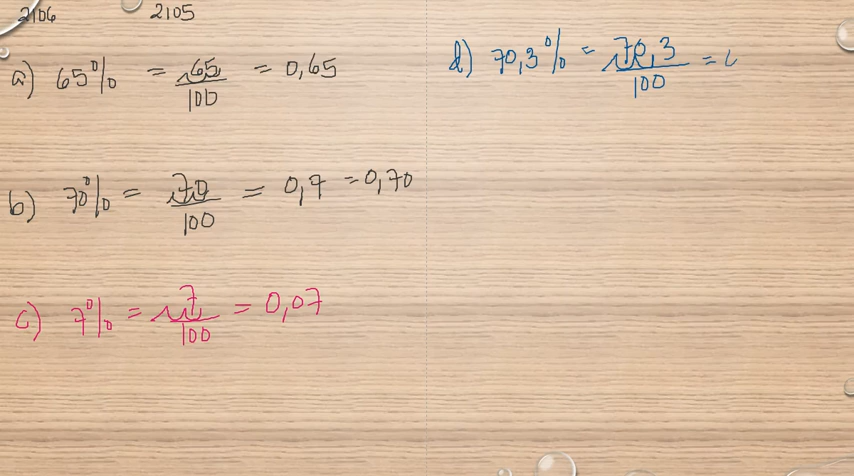 2106 2105
a) 65% = 65/100 = 0,65
b) 70% = 70/100 = 0,7 = 0,70
c) 7% = 7/100 = 0,07
d) 70,3% = 70,3/100 =